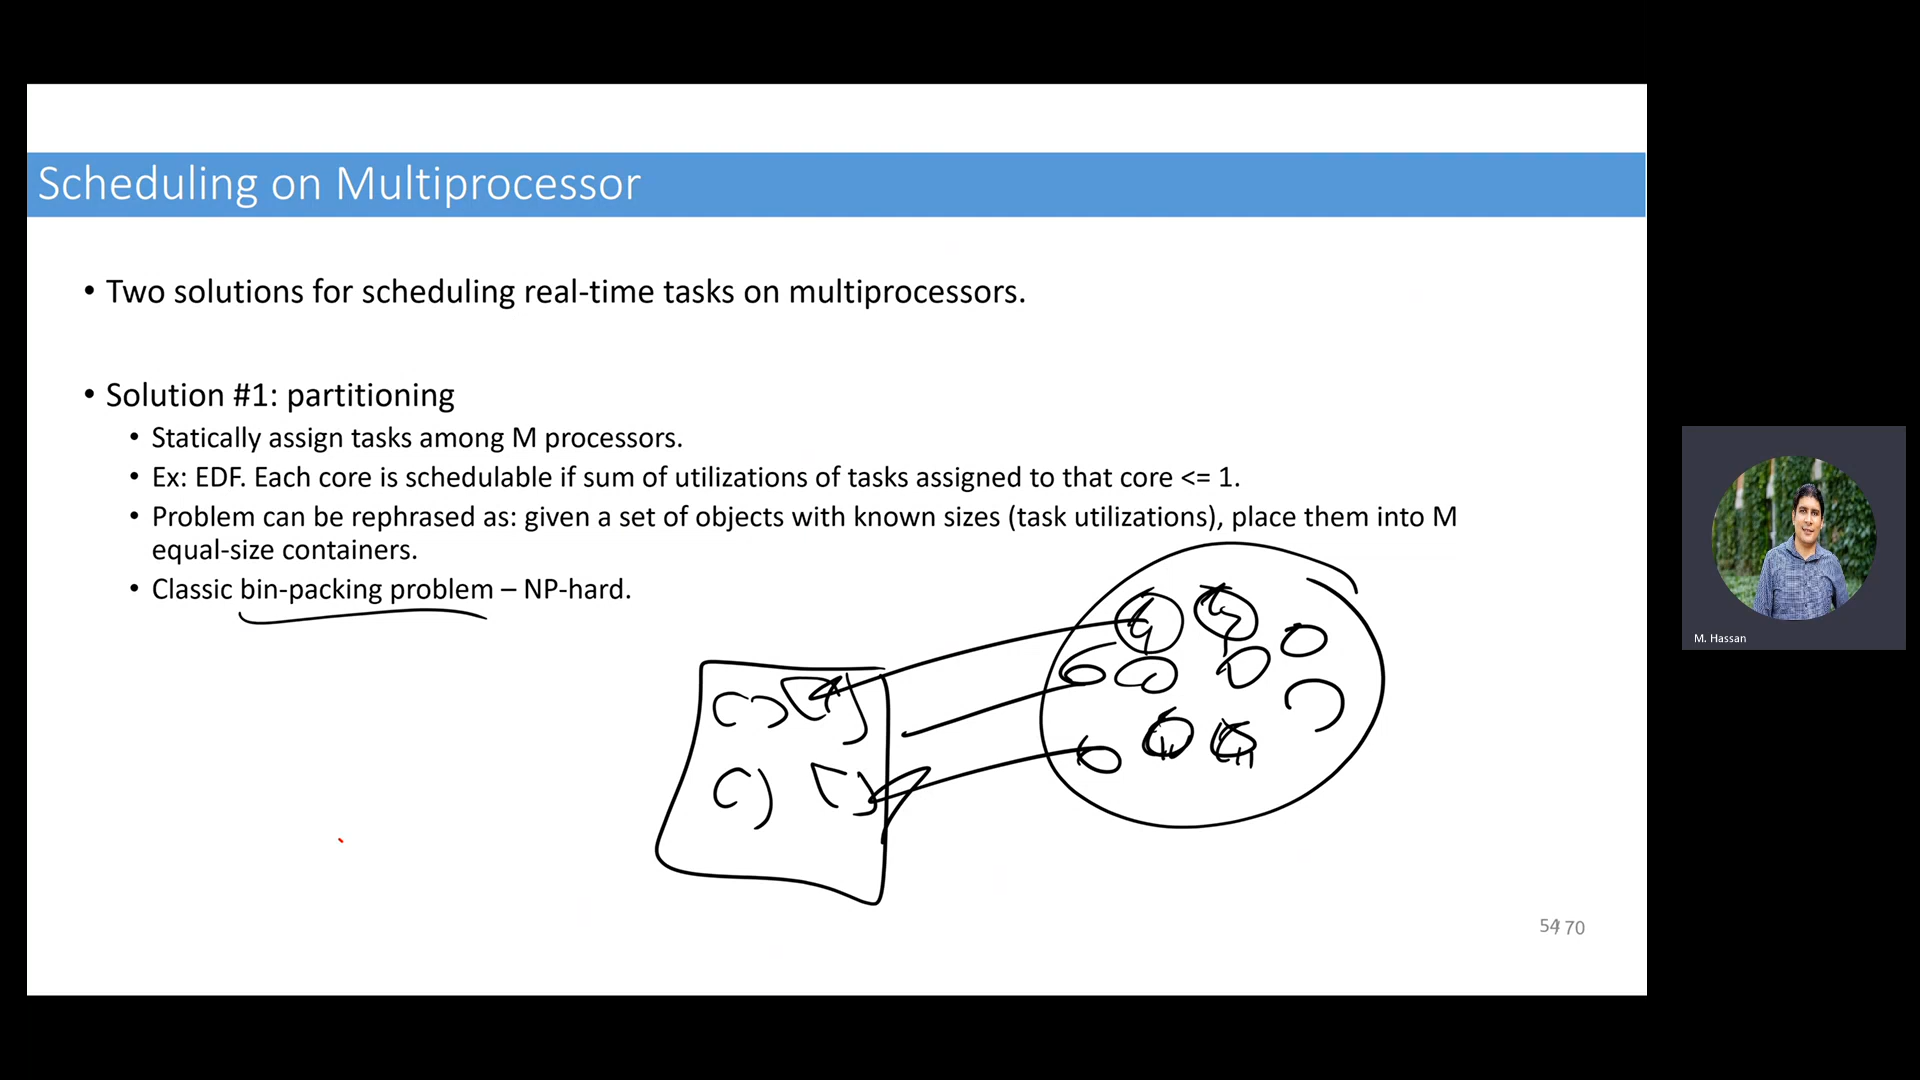 Scheduling on Multiprocessor
• Two solutions for scheduling real-time tasks on multiprocessors.
• Solution #1: partitioning
• Statically assign tasks among M processors.
• Ex: EDF. Each core is schedulable if sum of utilizations of tasks assigned to that core <= 1.
• Problem can be rephrased as: given a set of objects with known sizes (task utilizations), place them into M
equal-size containers.
• Classic bin-packing problem – NP-hard.
54/ 70
M. Hassan